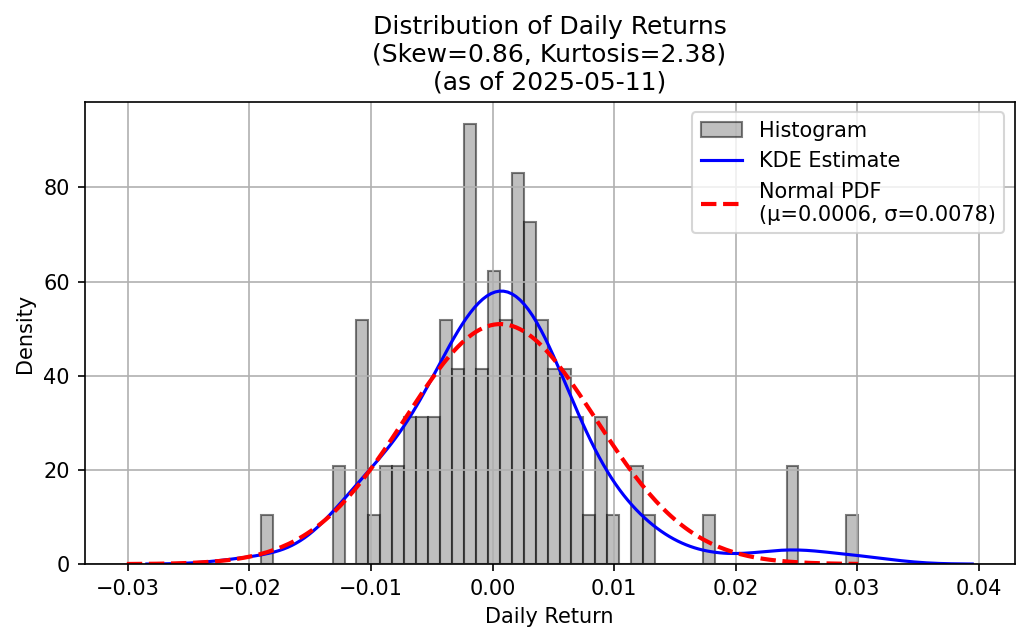 Distribution of Daily Returns
(Skew=0.86, Kurtosis=2.38)
(as of 2025-05-11)
Histogram
KDE Estimate
Normal PDF
(μ=0.0006, σ=0.0078)
Density
80
60
40
20
0
−0.03 −0.02 −0.01 0.00 0.01 0.02 0.03 0.04
Daily Return